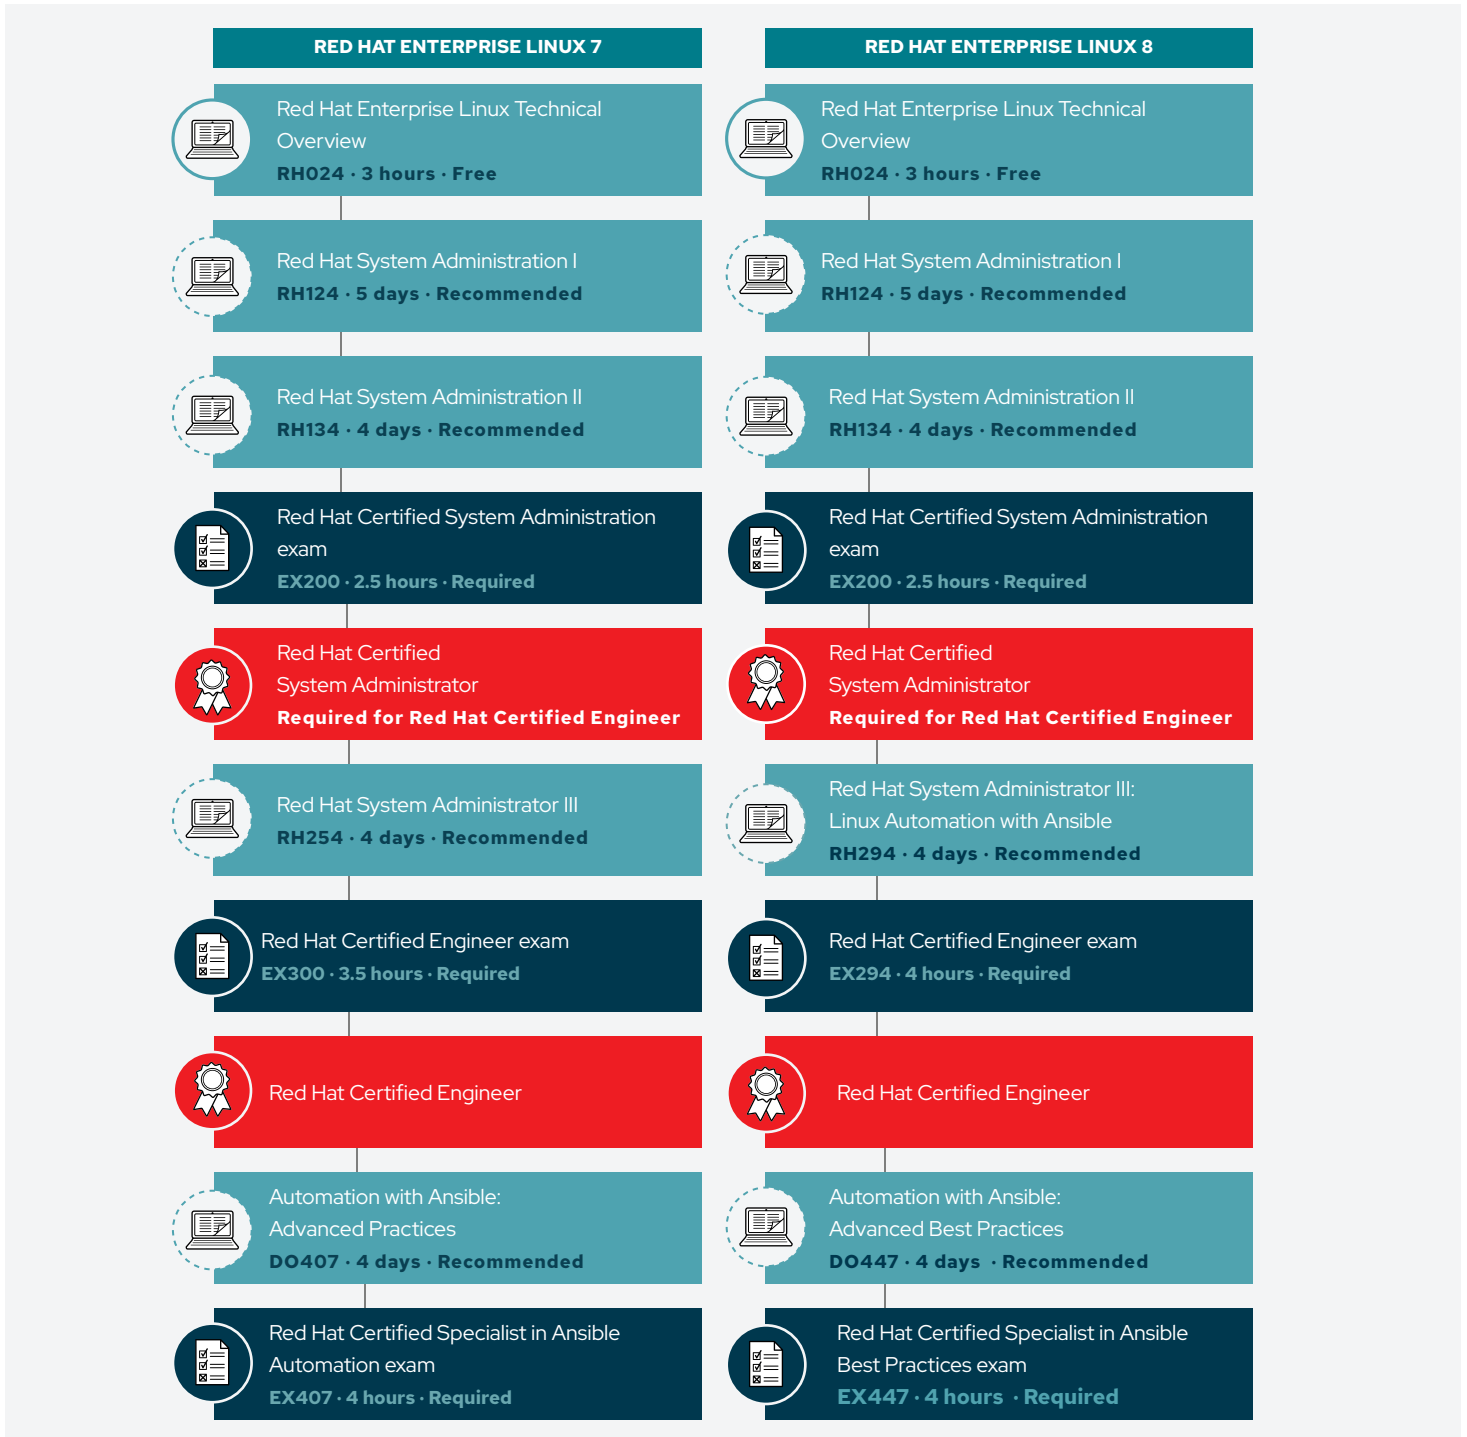 RED HAT ENTERPRISE LINUX 7
Red Hat Enterprise Linux Technical
Overview
RH024 · 3 hours · Free
Red Hat System Administration I
RH124 · 5 days · Recommended
Red Hat System Administration II
RH134 · 4 days · Recommended
Red Hat Certified System Administration
exam
EX200 · 2.5 hours · Required
Red Hat Certified
System Administrator
Required for Red Hat Certified Engineer
Red Hat System Administrator III
RH254 · 4 days · Recommended
Red Hat Certified Engineer exam
EX300 · 3.5 hours · Required
Red Hat Certified Engineer
Automation with Ansible:
Advanced Practices
DO407 · 4 days · Recommended
Red Hat Certified Specialist in Ansible
Automation exam
EX407 · 4 hours · Required
RED HAT ENTERPRISE LINUX 8
Red Hat Enterprise Linux Technical
Overview
RH024 · 3 hours · Free
Red Hat System Administration I
RH124 · 5 days · Recommended
Red Hat System Administration II
RH134 · 4 days · Recommended
Red Hat Certified System Administration
exam
EX200 · 2.5 hours · Required
Red Hat Certified
System Administrator
Required for Red Hat Certified Engineer
Red Hat System Administrator III:
Linux Automation with Ansible
RH294 · 4 days · Recommended
Red Hat Certified Engineer exam
EX294 · 4 hours · Required
Red Hat Certified Engineer
Automation with Ansible:
Advanced Best Practices
DO447 · 4 days · Recommended
Red Hat Certified Specialist in Ansible
Best Practices exam
EX447 · 4 hours · Required